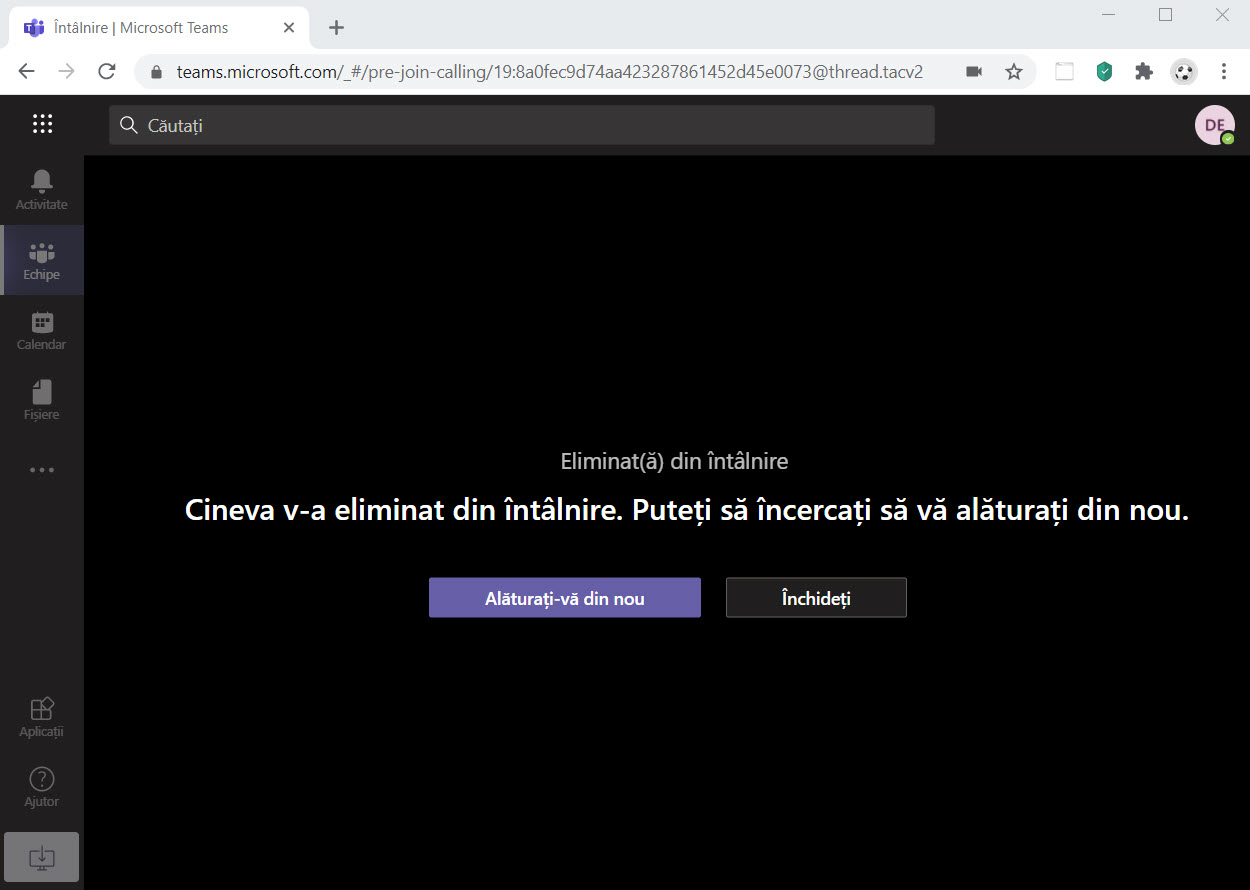 Întâlnire | Microsoft Teams
teams.microsoft.com/_#/pre-join-calling/19:8a0fec9d74aa423287861452d45e0073@thread.tacv2
Căutați
DE
Activitate
Echipe
Calendar
Fișiere
Eliminat(ă) din întâlnire
Cineva v-a eliminat din întâlnire. Puteți să încercați să vă alăturați din nou.
Alăturați-vă din nou
Închideți
Aplicații
Ajutor